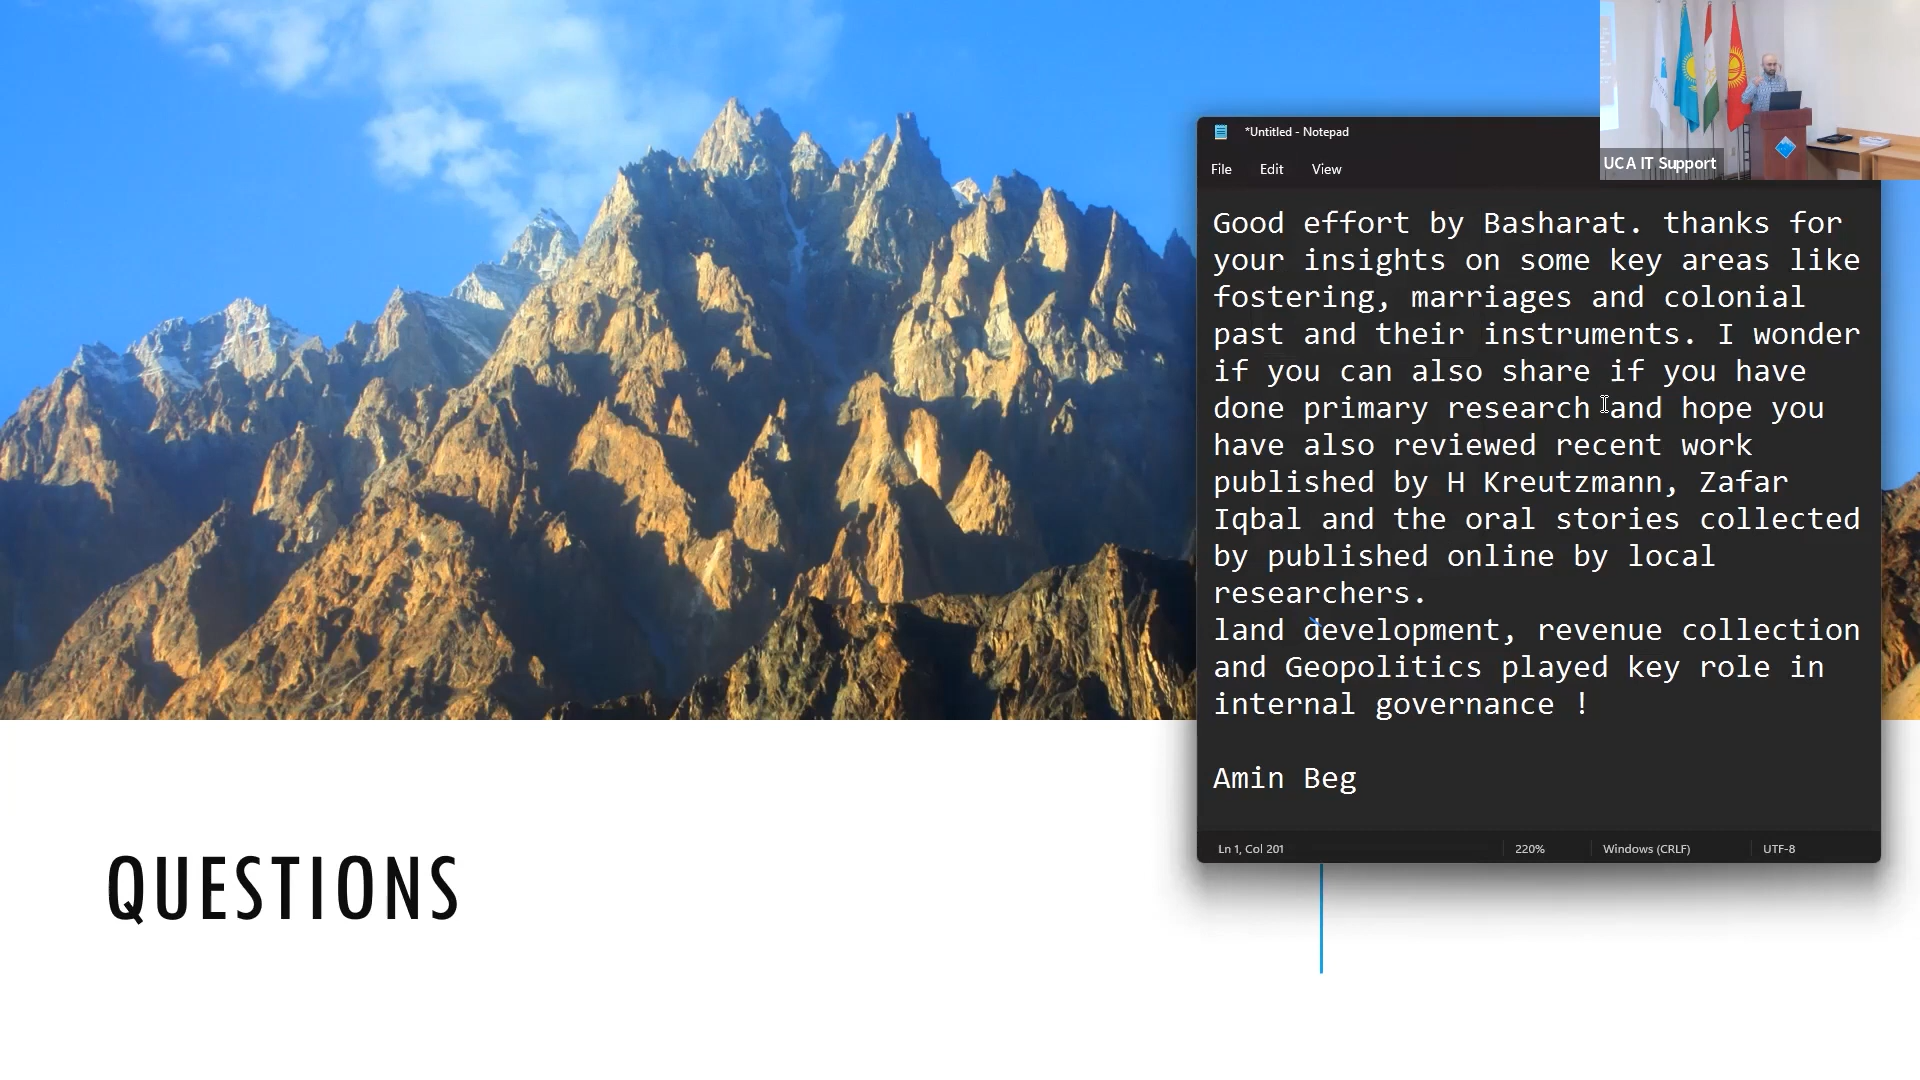 *Untitled - Notepad
File Edit View
UCA IT Support
Good effort by Basharat. thanks for
your insights on some key areas like
fostering, marriages and colonial
past and their instruments. I wonder
if you can also share if you have
done primary research and hope you
have also reviewed recent work
published by H Kreutzmann, Zafar
Iqbal and the oral stories collected
by published online by local
researchers.
land development, revenue collection
and Geopolitics played key role in
internal governance !
Amin Beg
Ln 1, Col 201 220% Windows (CRLF) UTF-8
QUESTIONS